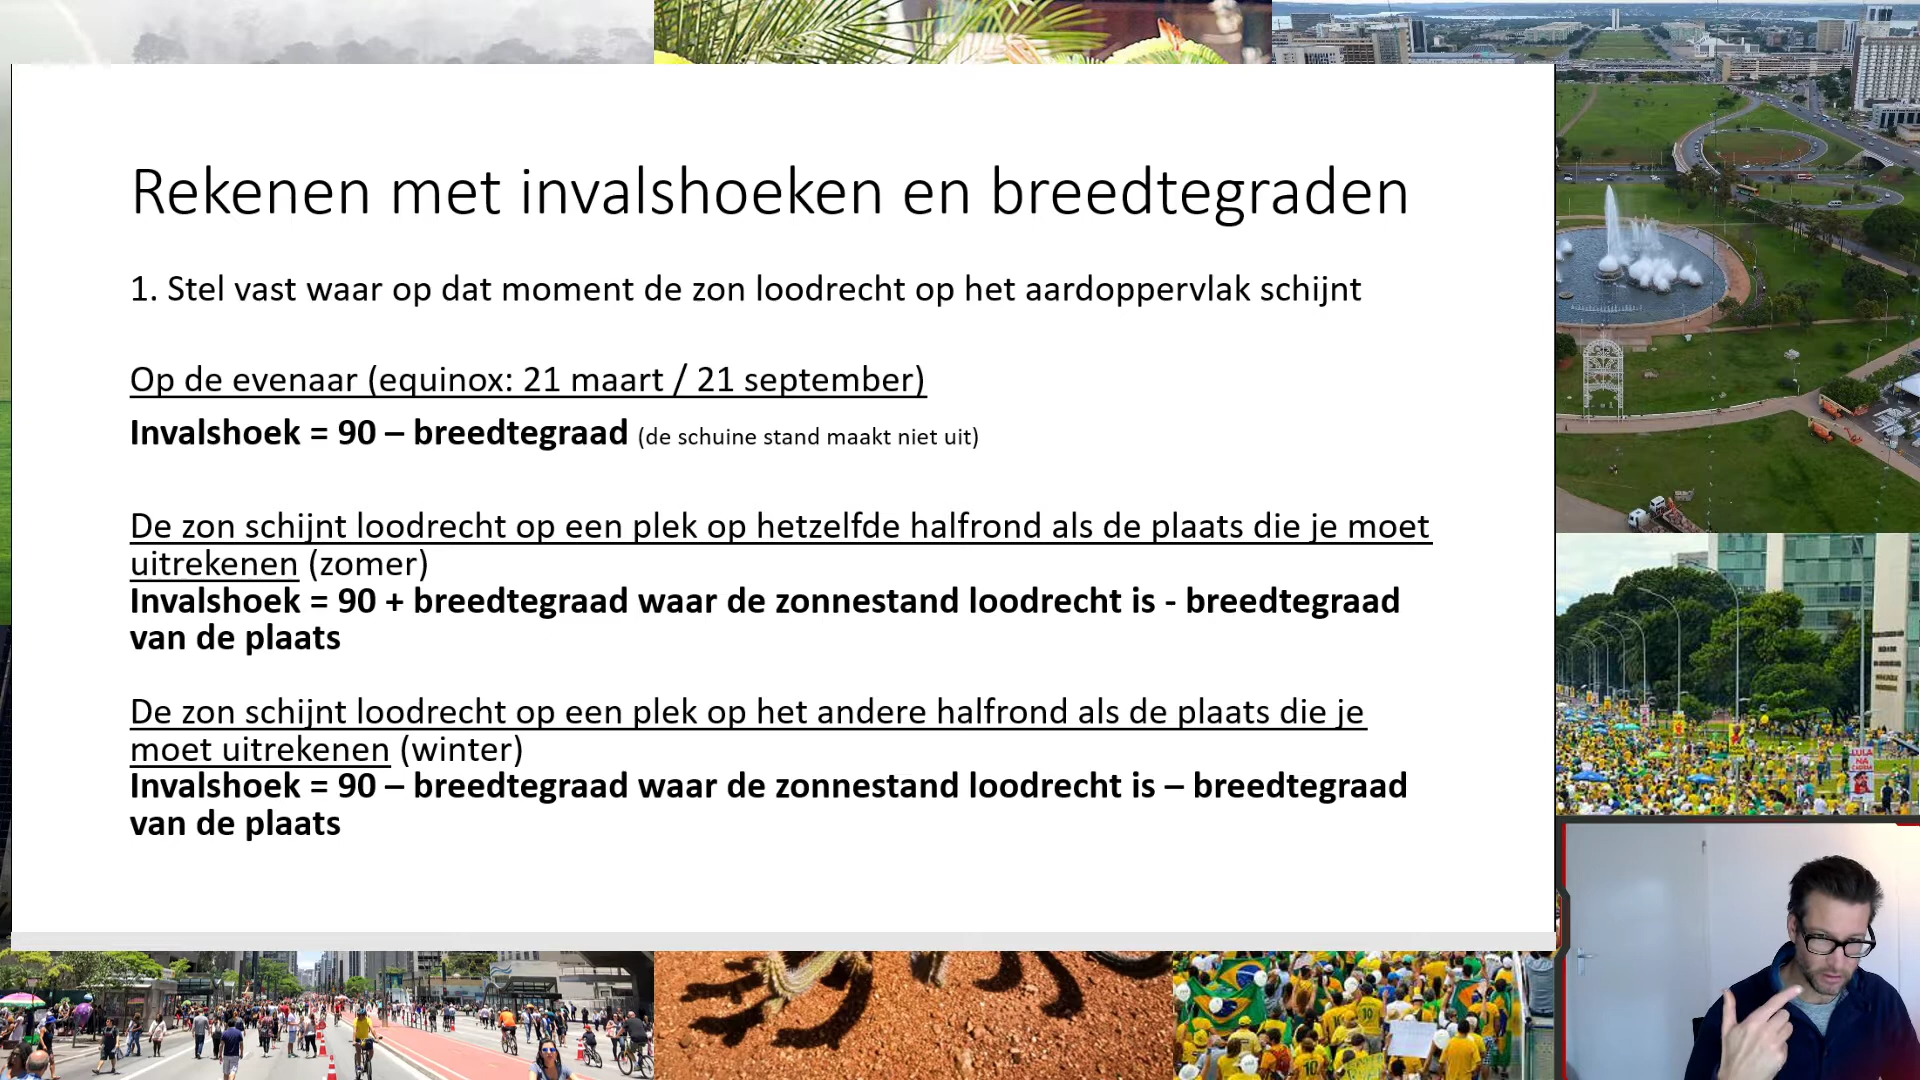 Rekenen met invalshoeken en breedtegraden
1. Stel vast waar op dat moment de zon loodrecht op het aardoppervlak schijnt
Op de evenaar (equinox: 21 maart / 21 september)
Invalshoek = 90 – breedtegraad (de schuine stand maakt niet uit)
De zon schijnt loodrecht op een plek op hetzelfde halfrond als de plaats die je moet
uitrekenen (zomer)
Invalshoek = 90 + breedtegraad waar de zonnestand loodrecht is - breedtegraad
van de plaats
De zon schijnt loodrecht op een plek op het andere halfrond als de plaats die je
moet uitrekenen (winter)
Invalshoek = 90 – breedtegraad waar de zonnestand loodrecht is – breedtegraad
van de plaats
LULA
NA
CADEIA
10
10